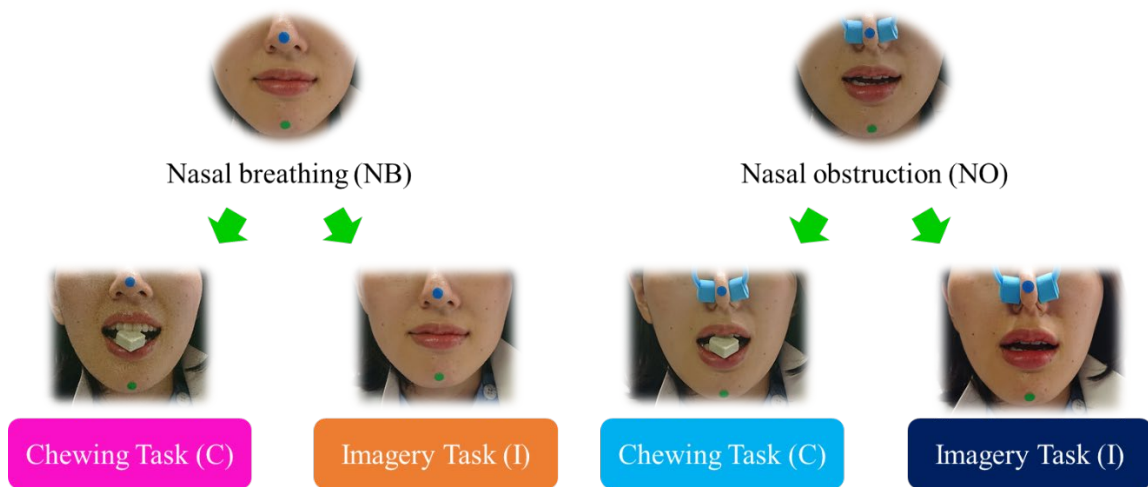 Nasal breathing (NB)
Nasal obstruction (NO)
Chewing Task (C)
Imagery Task (I)
Chewing Task (C)
Imagery Task (I)